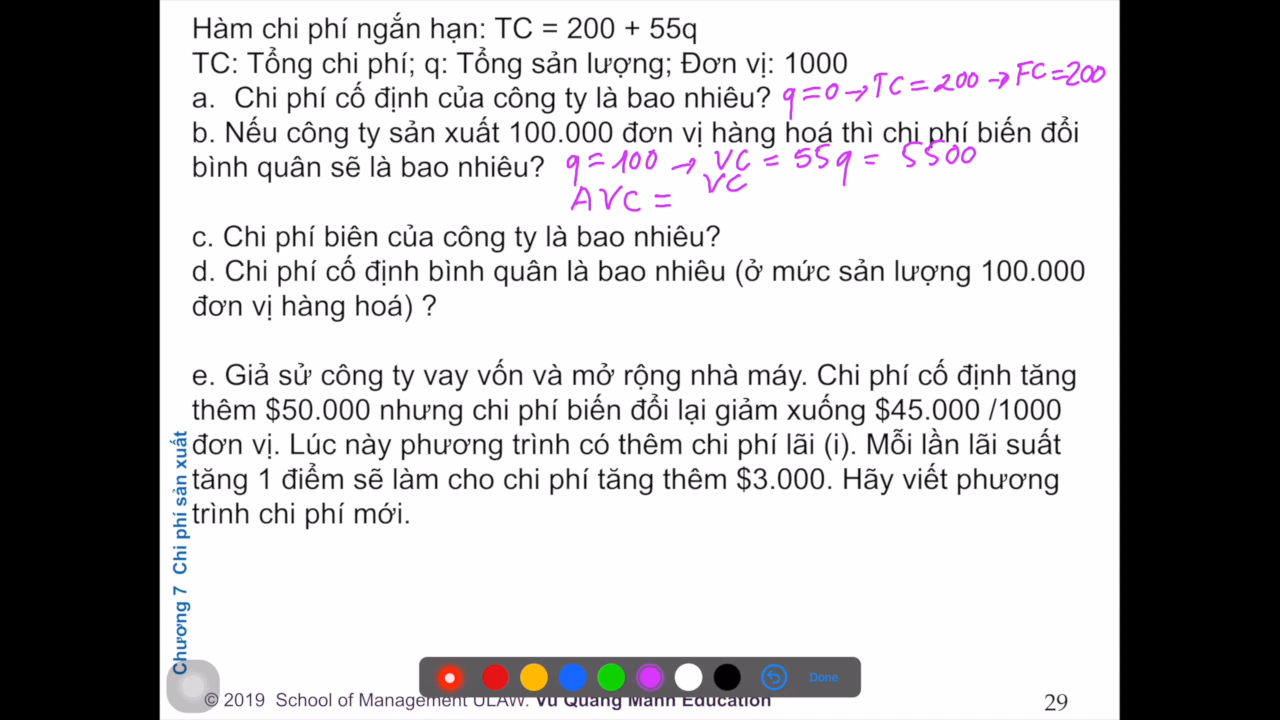 Hàm chi phí ngắn hạn: TC = 200 + 55q
TC: Tổng chi phí; q: Tổng sản lượng; Đơn vị: 1000
a. Chi phí cố định của công ty là bao nhiêu? q=0→TC=200→FC=200
b. Nếu công ty sản xuất 100.000 đơn vị hàng hoá thì chi phí biến đổi
bình quân sẽ là bao nhiêu? q=100 → VC = 55q = 5500
AVC = VC
c. Chi phí biên của công ty là bao nhiêu?
d. Chi phí cố định bình quân là bao nhiêu (ở mức sản lượng 100.000
đơn vị hàng hoá) ?
e. Giả sử công ty vay vốn và mở rộng nhà máy. Chi phí cố định tăng
thêm $50.000 nhưng chi phí biến đổi lại giảm xuống $45.000 /1000
đơn vị. Lúc này phương trình có thêm chi phí lãi (i). Mỗi lần lãi suất
tăng 1 điểm sẽ làm cho chi phí tăng thêm $3.000. Hãy viết phương
trình chi phí mới.
Chương 7 Chi phí sản xuất
Done
© 2019 School of Management ULAW. Vu Quang Manh Education
29